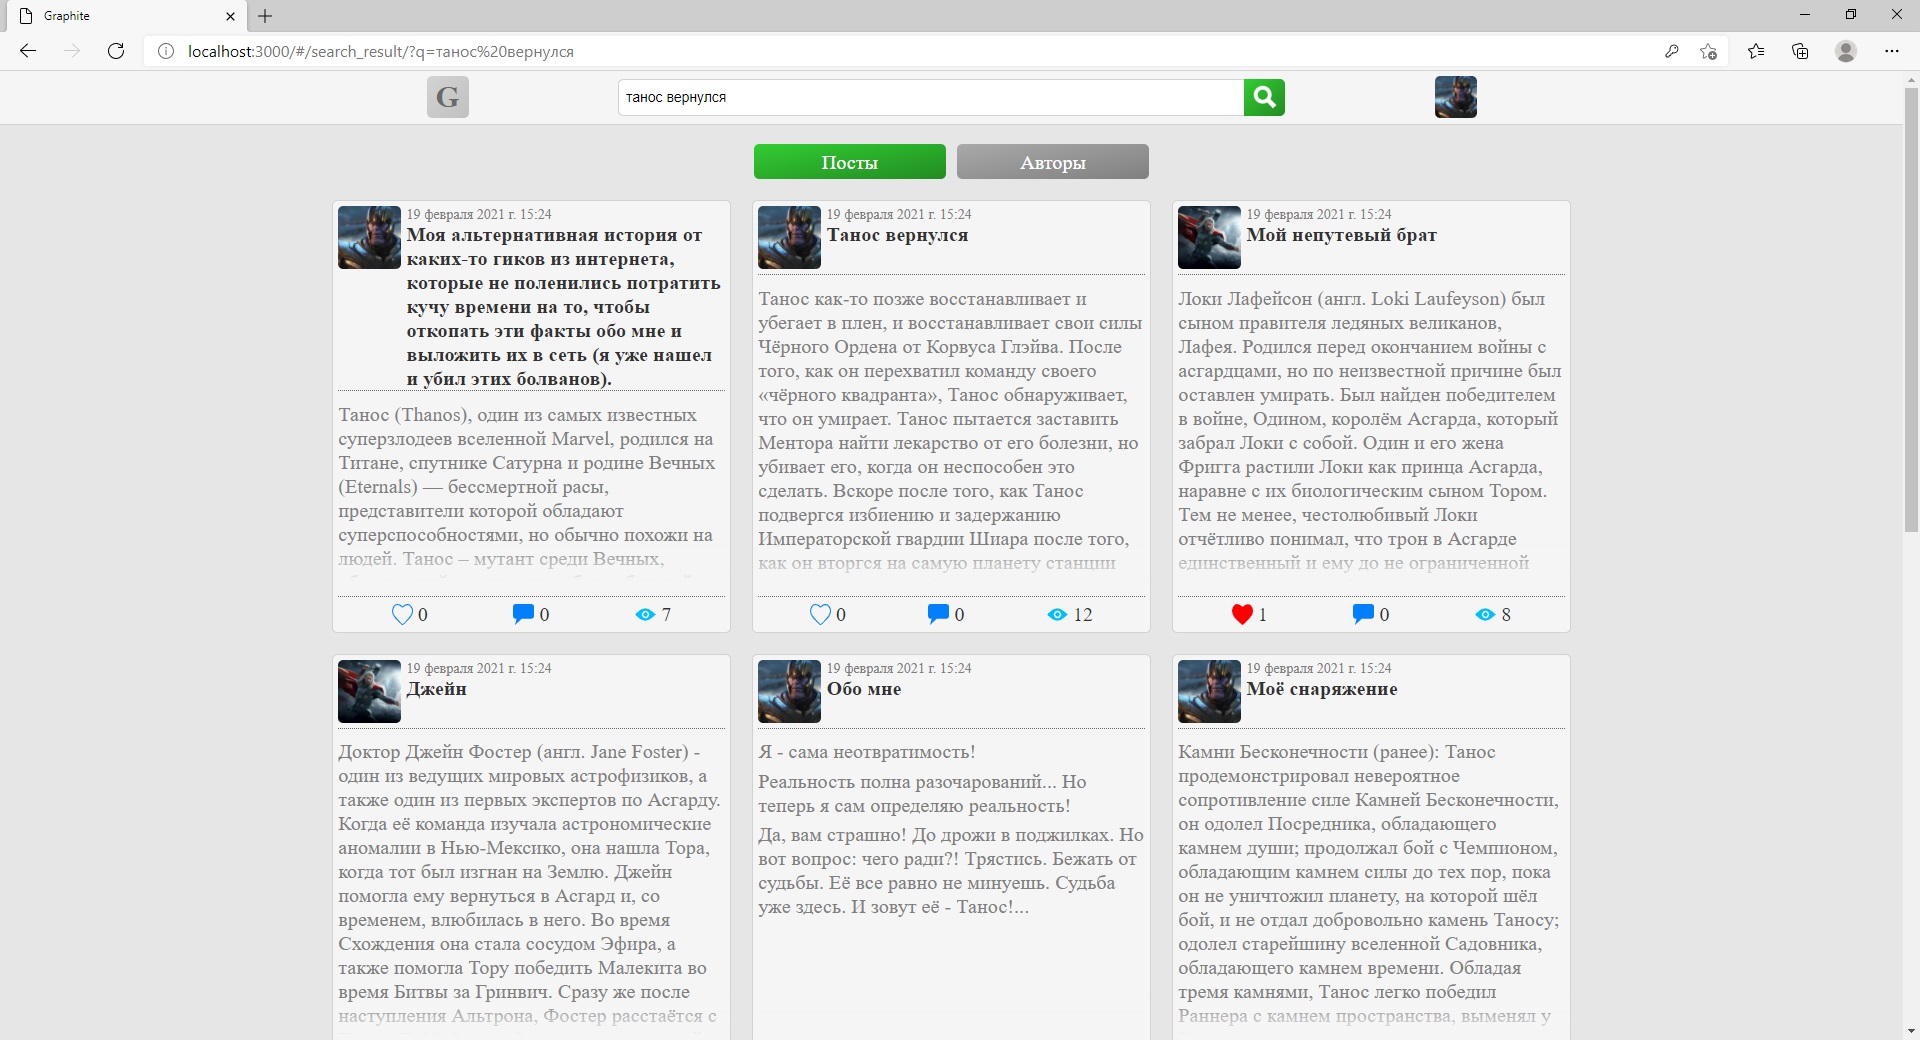 Graphite
localhost:3000/#/search_result/?q=танос%20вернулся
G
танос вернулся
Посты
Авторы
19 февраля 2021 г. 15:24
Моя альтернативная история от
каких-то гиков из интернета,
которые не поленились потратить
кучу времени на то, чтобы
откопать эти факты обо мне и
выложить их в сеть (я уже нашел
и убил этих болванов).
Танос (Thanos), один из самых известных
суперзлодеев вселенной Marvel, родился на
Титане, спутнике Сатурна и родине Вечных
(Eternals) — бессмертной расы,
представители которой обладают
суперспособностями, но обычно похожи на
людей. Танос – мутант среди Вечных,
0
0
7
19 февраля 2021 г. 15:24
Танос вернулся
Танос как-то позже восстанавливает и
убегает в плен, и восстанавливает свои силы
Чёрного Ордена от Корвуса Глэйва. После
того, как он перехватил команду своего
«чёрного квадранта», Танос обнаруживает,
что он умирает. Танос пытается заставить
Ментора найти лекарство от его болезни, но
убивает его, когда он неспособен это
сделать. Вскоре после того, как Танос
подвергся избиению и задержанию
Императорской гвардии Шиара после того,
как он вторгся на самую планету станции
0
0
12
19 февраля 2021 г. 15:24
Мой непутевый брат
Локи Лафейсон (англ. Loki Laufeyson) был
сыном правителя ледяных великанов,
Лафея. Родился перед окончанием войны с
асгардцами, но по неизвестной причине был
оставлен умирать. Был найден победителем
в войне, Одином, королём Асгарда, который
забрал Локи с собой. Один и его жена
Фригга растили Локи как принца Асгарда,
наравне с их биологическим сыном Тором.
Тем не менее, честолюбивый Локи
отчётливо понимал, что трон в Асгарде
единственный и ему до не ограниченной
1
0
8
19 февраля 2021 г. 15:24
Джейн
Доктор Джейн Фостер (англ. Jane Foster) -
один из ведущих мировых астрофизиков, а
также один из первых экспертов по Асгарду.
Когда её команда изучала астрономические
аномалии в Нью-Мексико, она нашла Тора,
когда тот был изгнан на Землю. Джейн
помогла ему вернуться в Асгард и, со
временем, влюбилась в него. Во время
Схождения она стала сосудом Эфира, а
также помогла Тору победить Малекита во
время Битвы за Гринвич. Сразу же после
наступления Альтрона, Фостер расстаётся с
19 февраля 2021 г. 15:24
Обо мне
Я - сама неотвратимость!
Реальность полна разочарований... Но
теперь я сам определяю реальность!
Да, вам страшно! До дрожи в поджилках. Но
вот вопрос: чего ради?! Трястись. Бежать от
судьбы. Её все равно не минуешь. Судьба
уже здесь. И зовут её - Танос!...
19 февраля 2021 г. 15:24
Моё снаряжение
Камни Бесконечности (ранее): Танос
продемонстрировал невероятное
сопротивление силе Камней Бесконечности,
он одолел Посредника, обладающего
камнем души; продолжал бой с Чемпионом,
обладающим камнем силы до тех пор, пока
он не уничтожил планету, на которой шёл
бой, и не отдал добровольно камень Таносу;
одолел старейшину вселенной Садовника,
обладающего камнем времени. Обладая
тремя камнями, Танос легко победил
Раннера с камнем пространства, выменял у